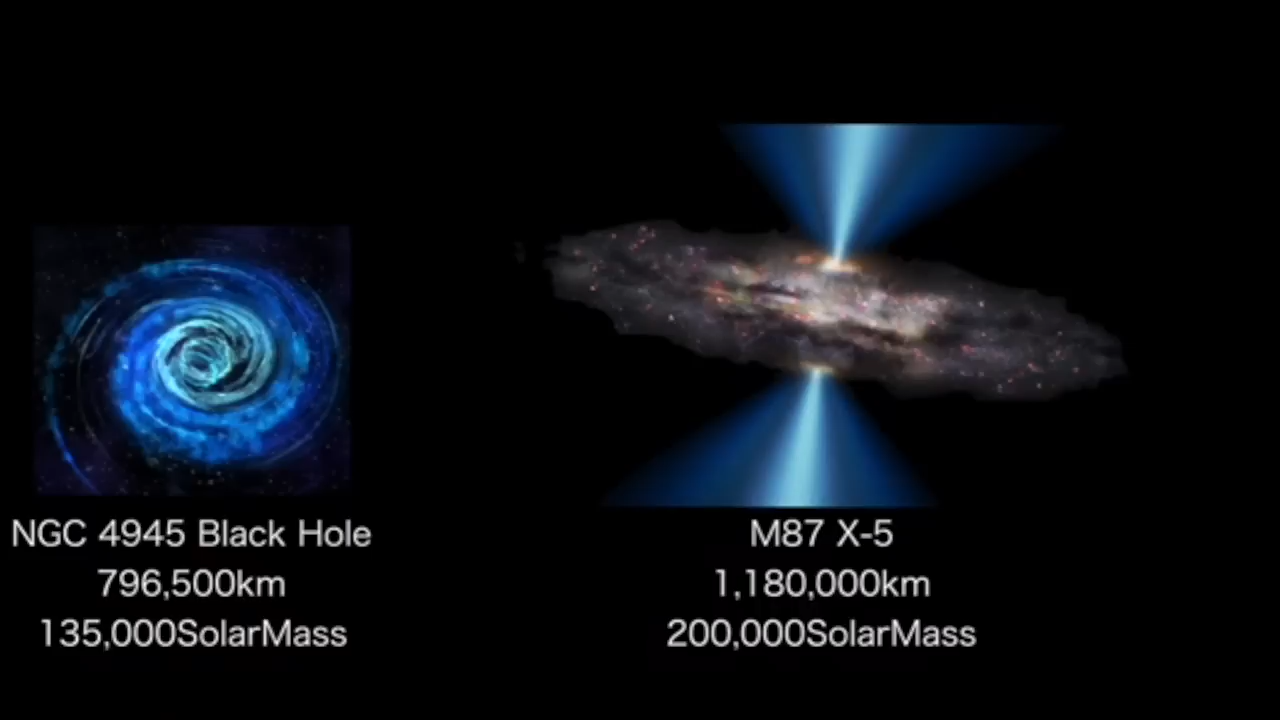 NGC 4945 Black Hole
796,500km
135,000SolarMass
M87 X-5
1,180,000km
200,000SolarMass